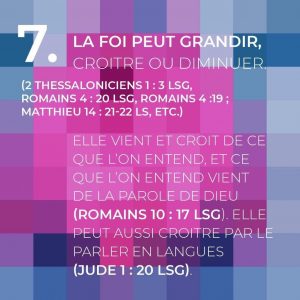 7. LA FOI PEUT GRANDIR,
CROITRE OU DIMINUER.
(2 THESSALONICIENS 1 : 3 LSG,
ROMAINS 4 : 20 LSG, ROMAINS 4 :19 ;
MATTHIEU 14 : 21-22 LS, ETC.)
ELLE VIENT ET CROIT DE CE
QUE L'ON ENTEND, ET CE
QUE L'ON ENTEND VIENT
DE LA PAROLE DE DIEU
(ROMAINS 10 : 17 LSG). ELLE
PEUT AUSSI CROITRE PAR LE
PARLER EN LANGUES
(JUDE 1 : 20 LSG).